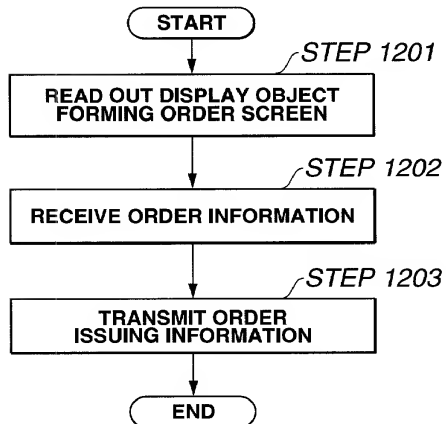 START
STEP 1201
READ OUT DISPLAY OBJECT
FORMING ORDER SCREEN
STEP 1202
RECEIVE ORDER INFORMATION
STEP 1203
TRANSMIT ORDER
ISSUING INFORMATION
END